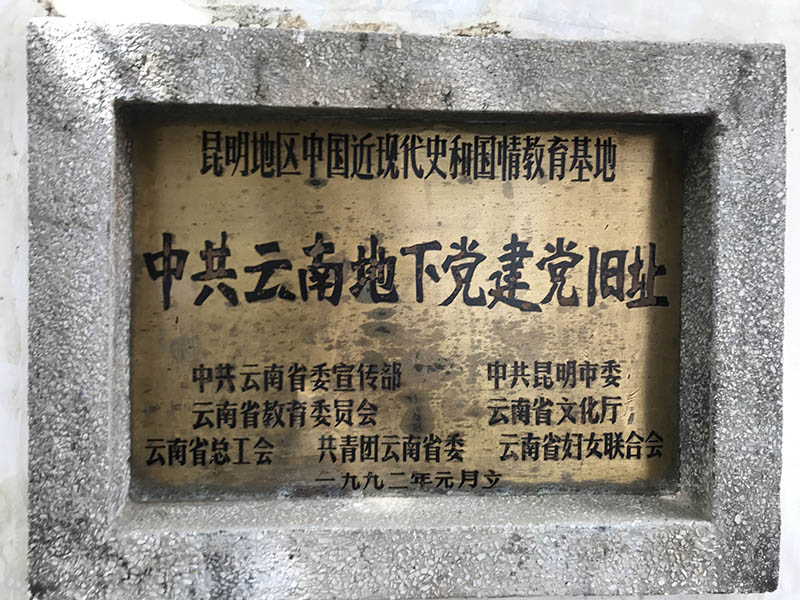 昆明地区中国近现代史和国情教育基地
中共云南地下党建党旧址
中共云南省委宣传部 中共昆明市委
云南省教育委员会 云南省文化厅
云南省总工会 共青团云南省委 云南省妇女联合会
一九九二年元月立